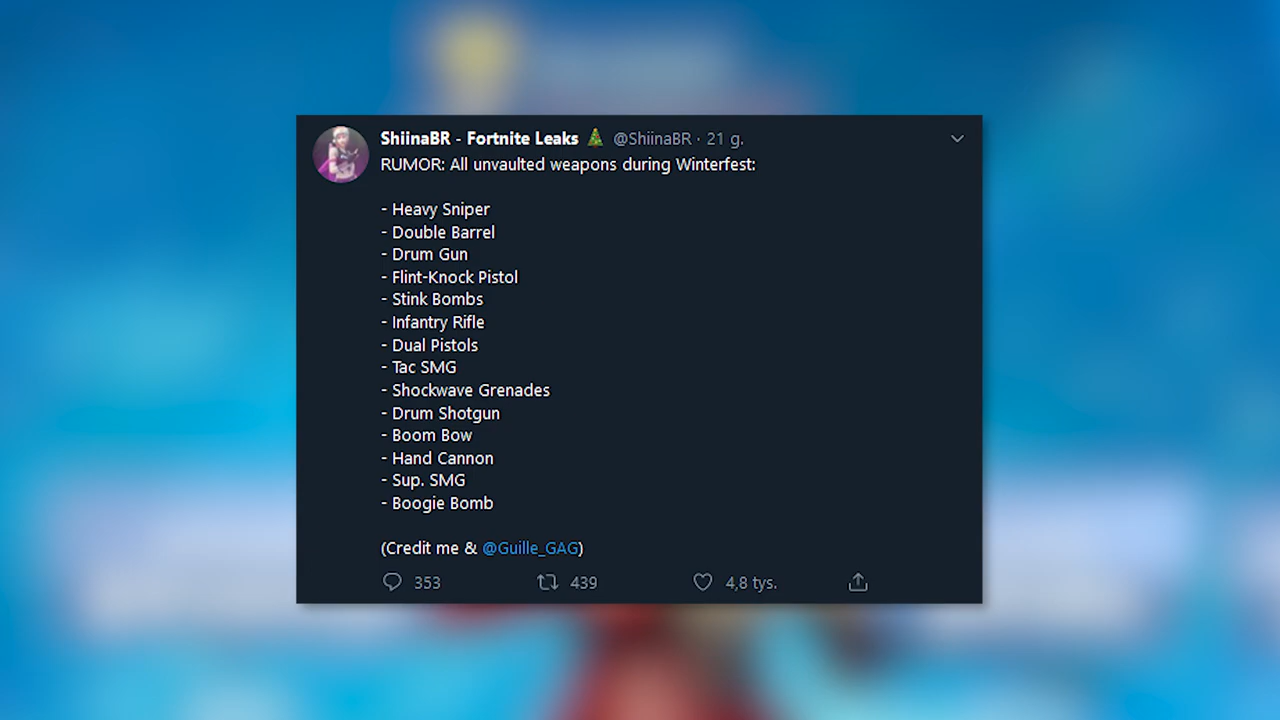 ShiinaBR - Fortnite Leaks 🎄 @ShiinaBR · 21 g.
RUMOR: All unvaulted weapons during Winterfest:
- Heavy Sniper
- Double Barrel
- Drum Gun
- Flint-Knock Pistol
- Stink Bombs
- Infantry Rifle
- Dual Pistols
- Tac SMG
- Shockwave Grenades
- Drum Shotgun
- Boom Bow
- Hand Cannon
- Sup. SMG
- Boogie Bomb
(Credit me & @Guille_GAG)
353 439 4,8 tys.